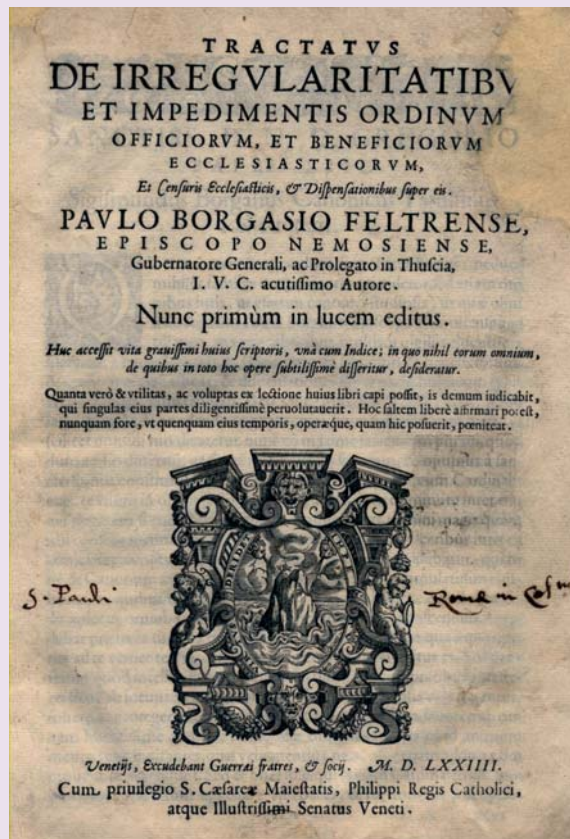 TRACTATVS
DE IRREGVLARITATIBV
ET IMPEDIMENTIS ORDINVM
OFFICIORVM, ET BENEFICIORVM
ECCLESIASTICORVM,
Et Censuris Ecclesiasticis, & Dispensationibus super eis.
PAVLO BORGASIO FELTRENSE,
EPISCOPO NEMOSIENSE,
Gubernatore Generali, ac Prolegato in Thuscia,
I. V. C. acutissimo Autore.
Nunc primùm in lucem editus.
Huc accessit vita grauissimi huius scriptoris, vnà cum Indice; in quo nihil eorum omnium,
de quibus in toto hoc opere subtilissimè disseritur, desideratur.
Quanta verò & vtilitas, ac voluptas ex lectione huius libri capi possit, is demum iudicabit,
qui singulas eius partes diligentissimè peruolutauerit. Hoc saltem liberè affirmari potest,
nunquam fore, vt quenquam eius temporis, operæque, quam hic posuerit, pœniteat.
S. Pauli
Romæ in
Venetijs, Excudebant Guerræi fratres, & socij. M. D. LXXIIII.
Cum priuilegio S. Cæsareæ Maiestatis, Philippi Regis Catholici,
atque Illustrissimi Senatus Veneti.